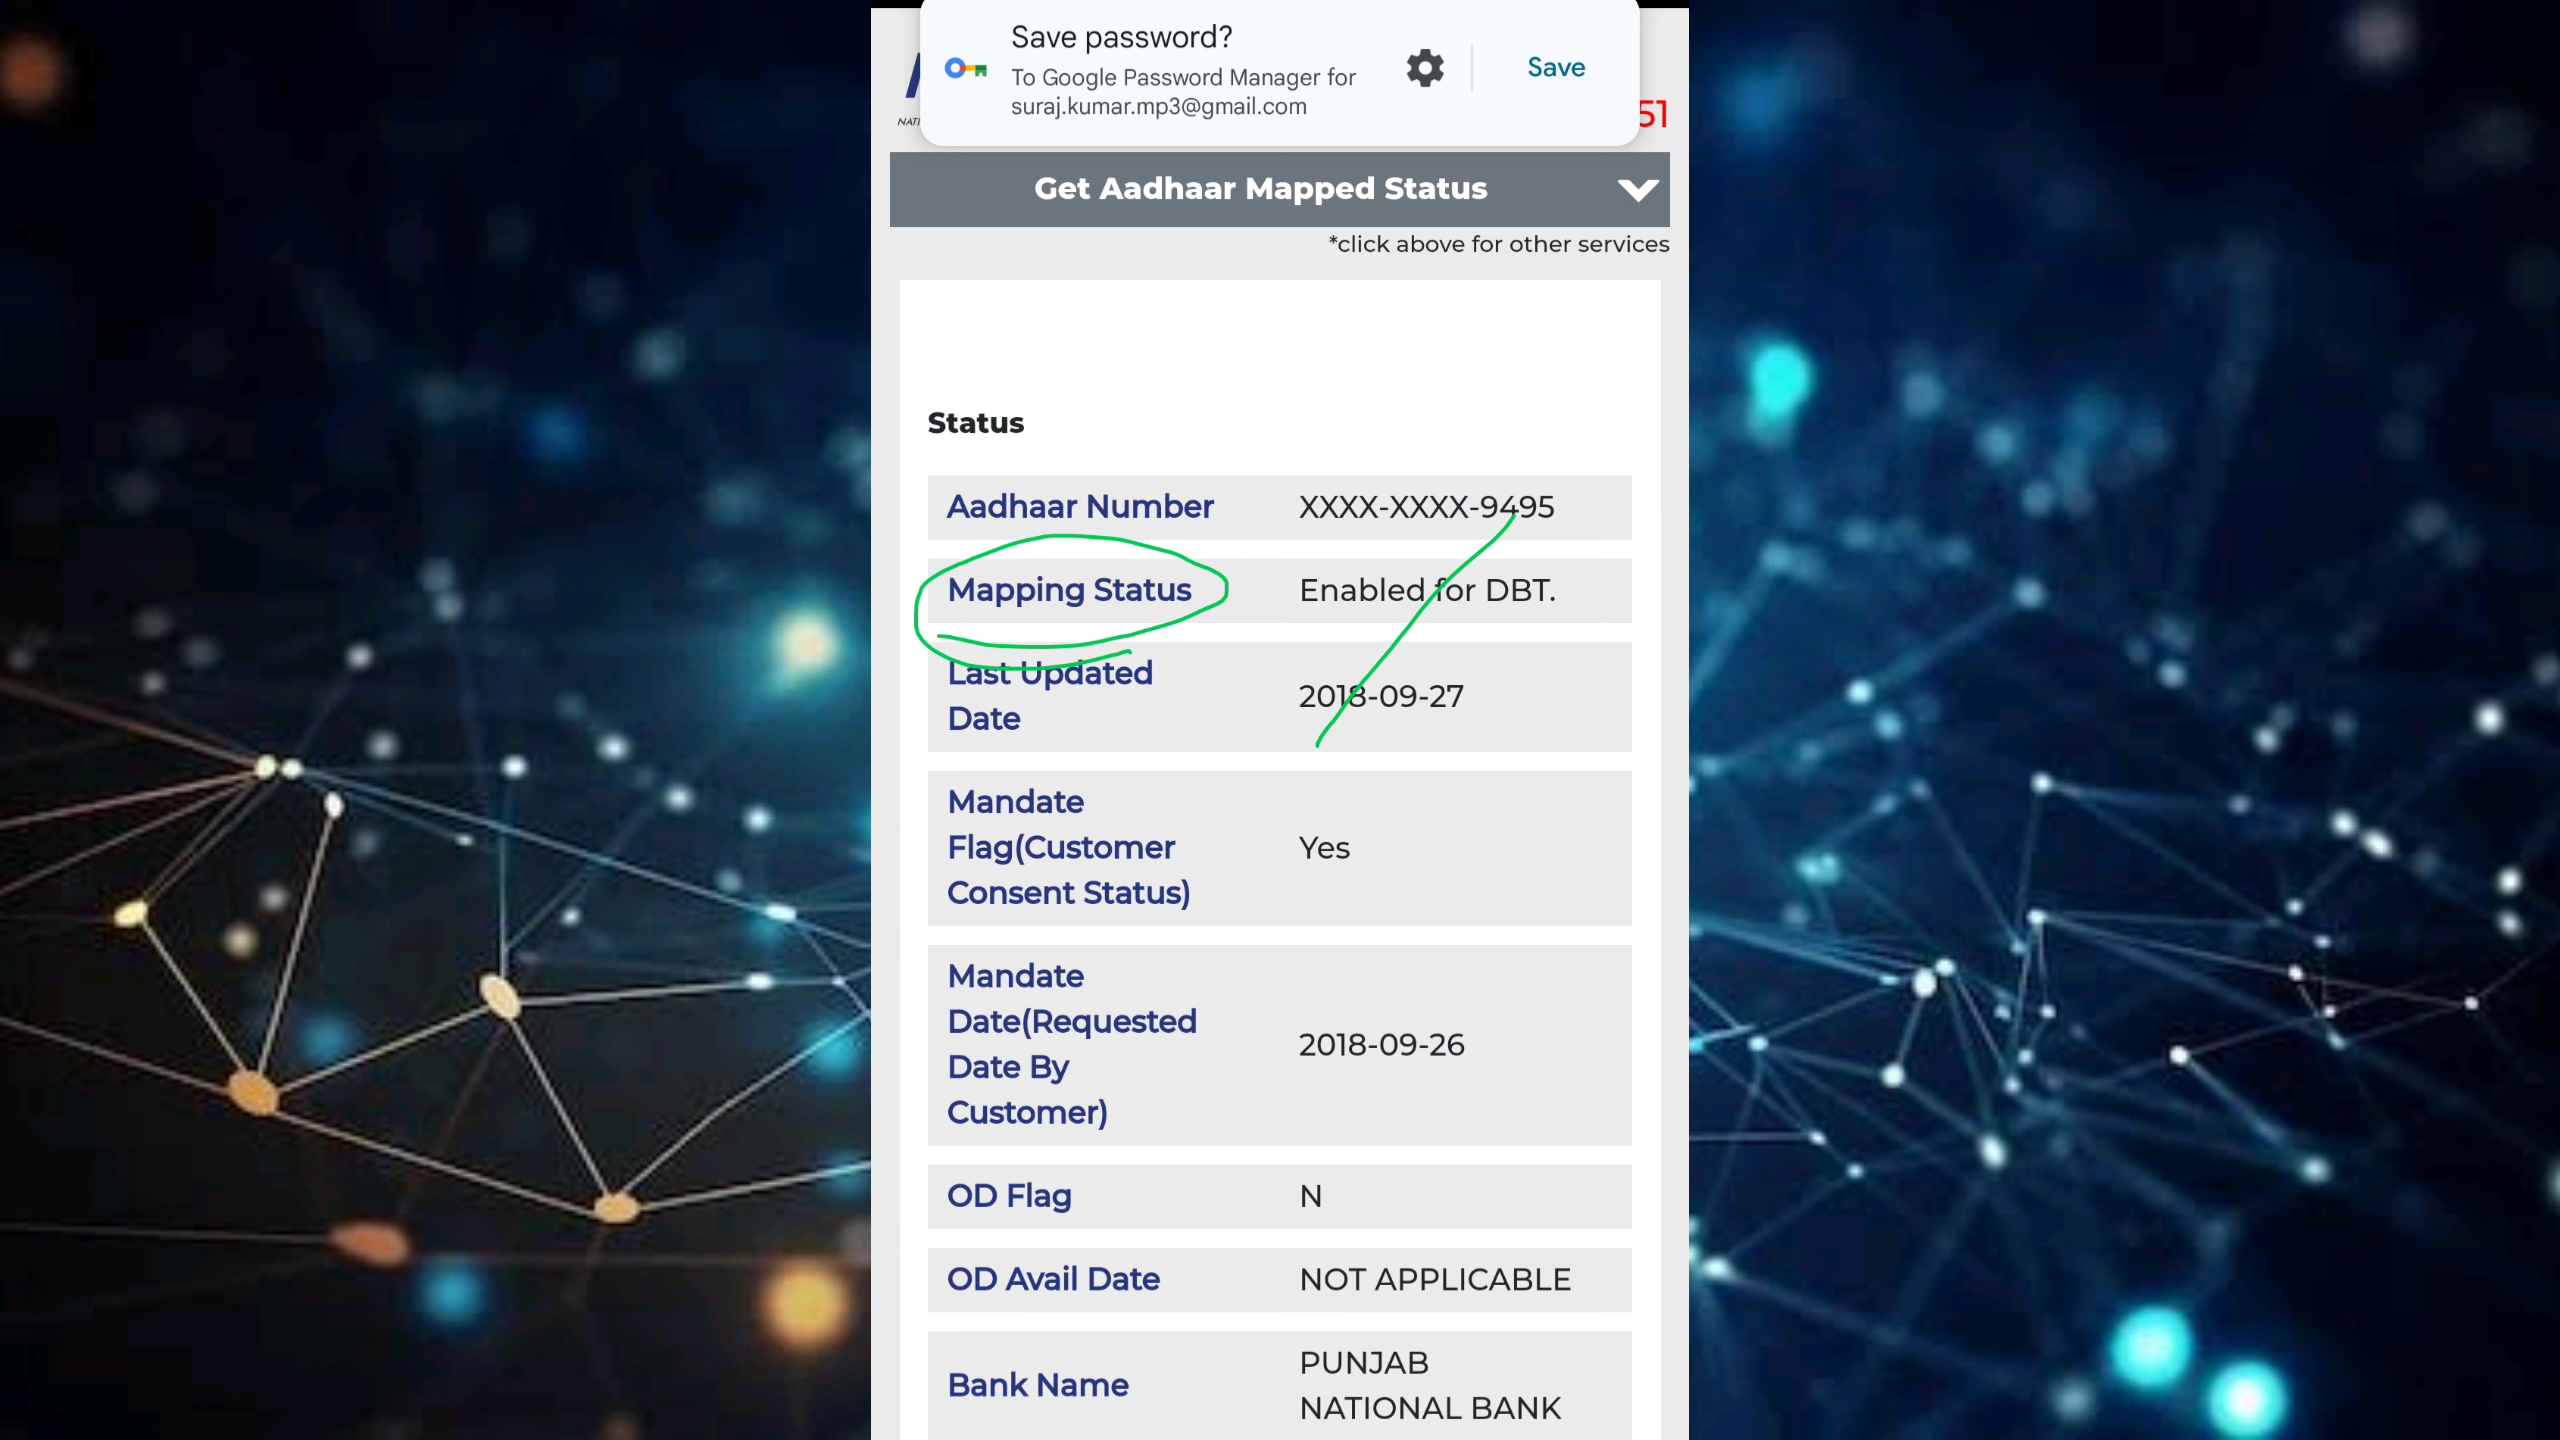 Save password?
To Google Password Manager for
suraj.kumar.mp3@gmail.com
Save
51
Get Aadhaar Mapped Status
*click above for other services
Status
Aadhaar Number XXXX-XXXX-9495
Mapping Status Enabled for DBT.
Last Updated
Date
2018-09-27
Mandate
Flag(Customer
Consent Status)
Yes
Mandate
Date(Requested
Date By
Customer)
2018-09-26
OD Flag N
OD Avail Date NOT APPLICABLE
Bank Name
PUNJAB
NATIONAL BANK